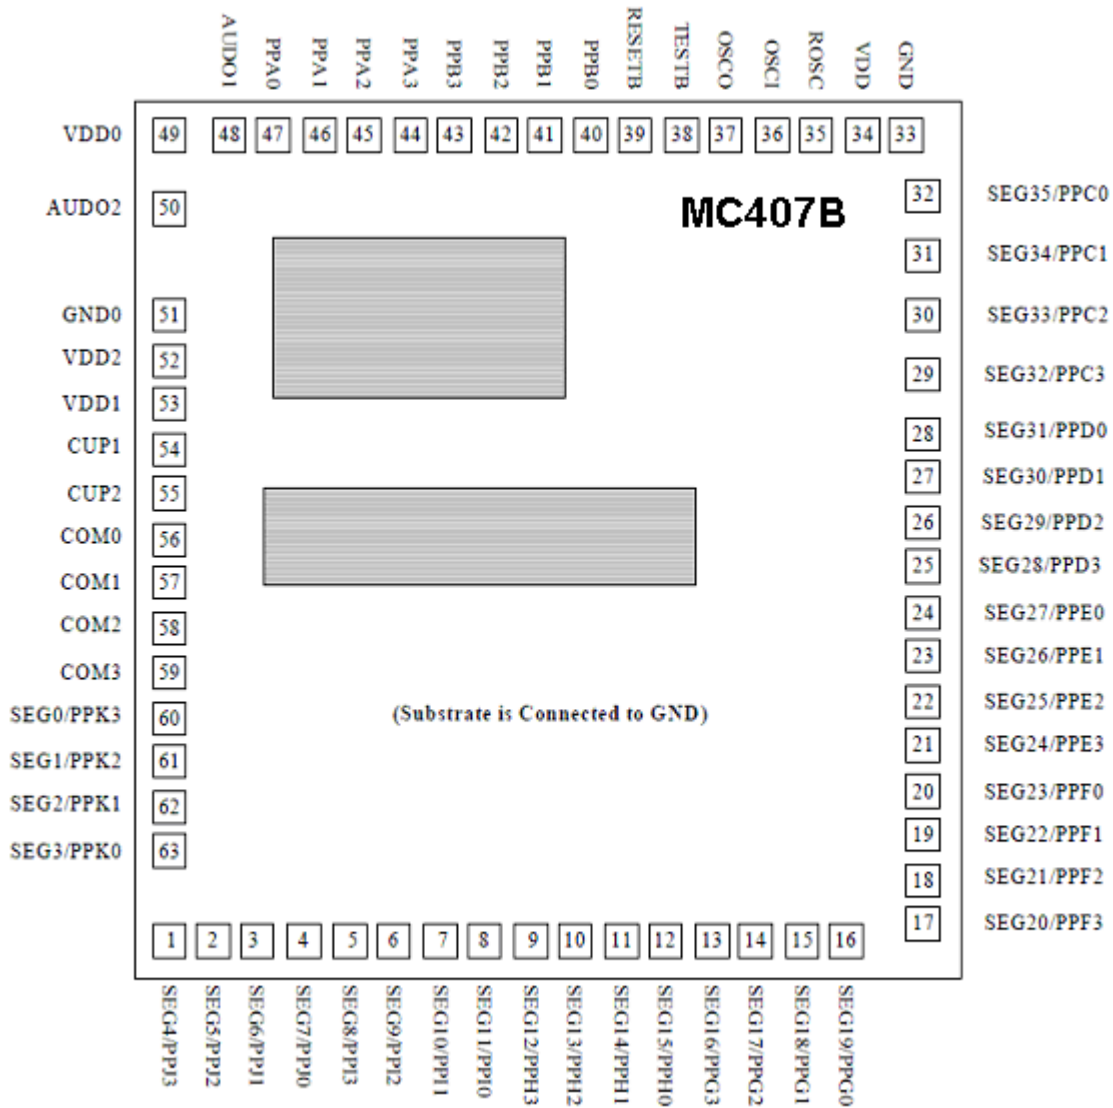 AUDO1
PPA0
PPA1
PPA2
PPA3
PPB3
PPB2
PPB1
PPB0
RESETB
TESTB
OSCO
OSCI
ROSC
VDD
GND
VDD0 49 48 47 46 45 44 43 42 41 40 39 38 37 36 35 34 33
32 SEG35/PPC0
AUDO2 50
MC407B
31 SEG34/PPC1
GND0 51
30 SEG33/PPC2
VDD2 52
29 SEG32/PPC3
VDD1 53
28 SEG31/PPD0
CUP1 54
27 SEG30/PPD1
CUP2 55
26 SEG29/PPD2
COM0 56
25 SEG28/PPD3
COM1 57
24 SEG27/PPE0
COM2 58
23 SEG26/PPE1
COM3 59
22 SEG25/PPE2
SEG0/PPK3 60
(Substrate is Connected to GND)
21 SEG24/PPE3
SEG1/PPK2 61
20 SEG23/PPF0
SEG2/PPK1 62
19 SEG22/PPF1
SEG3/PPK0 63
18 SEG21/PPF2
17 SEG20/PPF3
1 2 3 4 5 6 7 8 9 10 11 12 13 14 15 16
SEG4/PPJ3
SEG5/PPJ2
SEG6/PPJ1
SEG7/PPJ0
SEG8/PPI3
SEG9/PPI2
SEG10/PPI1
SEG11/PPI0
SEG12/PPH3
SEG13/PPH2
SEG14/PPH1
SEG15/PPH0
SEG16/PPG3
SEG17/PPG2
SEG18/PPG1
SEG19/PPG0